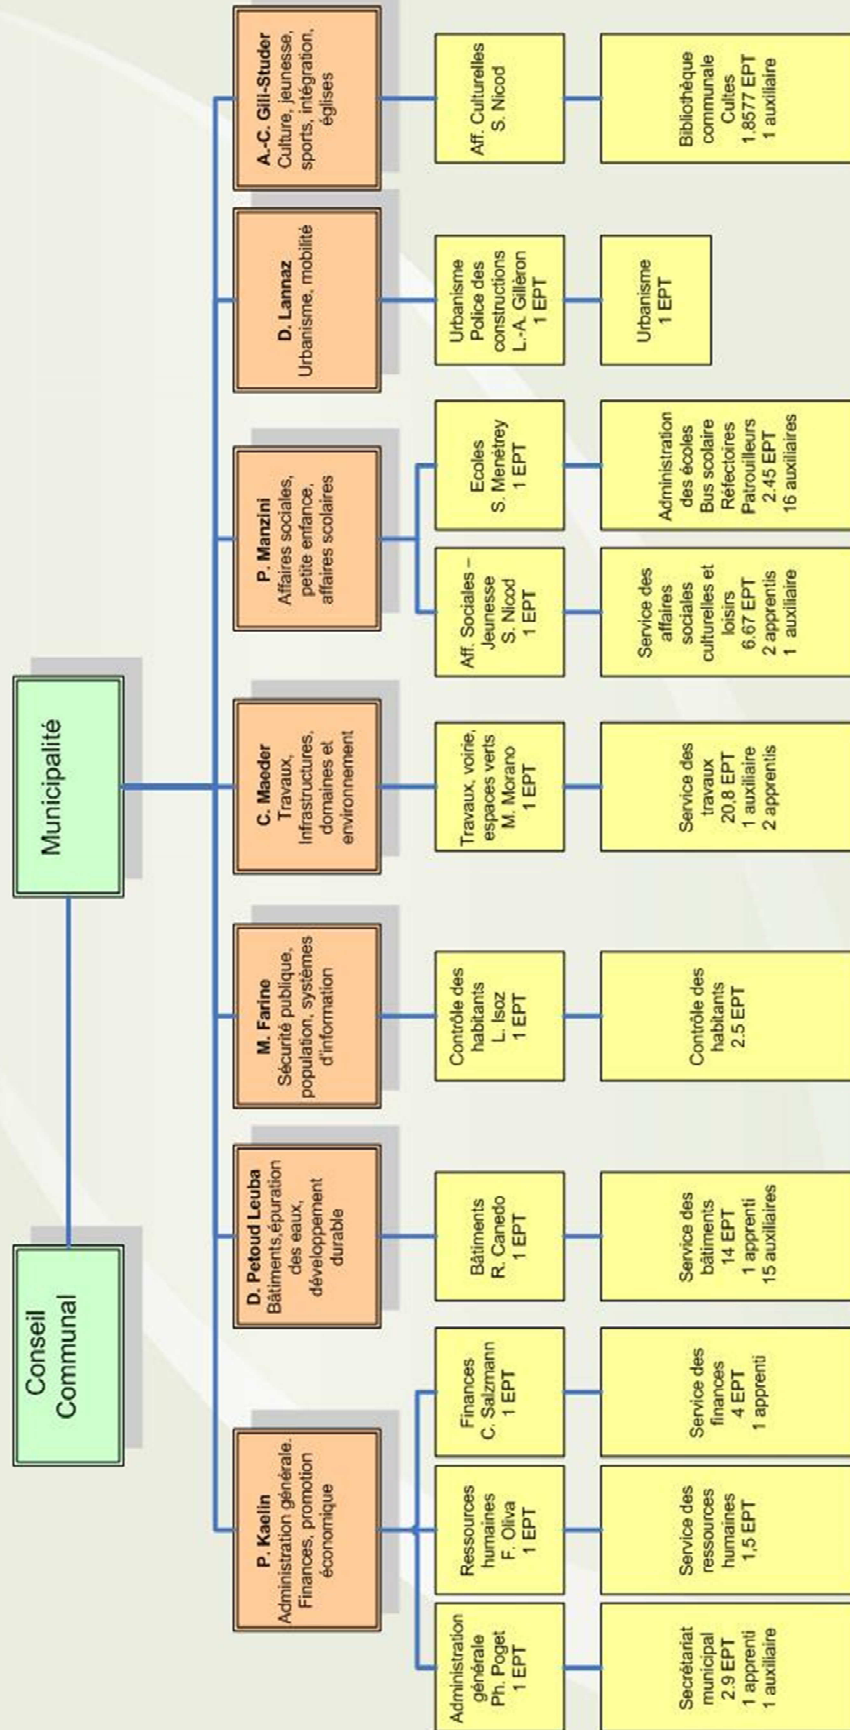 Conseil
Communal
Municipalité
P. Kaelin
Administration générale.
Finances, promotion
économique
D. Petoud Leuba
Bâtiments,épuration
des eaux,
développement
durable
M. Farine
Sécurité publique,
population, systèmes
d'information
C. Maeder
Travaux,
Infrastructures,
domaines et
environnement
P. Manzini
Affaires sociales,
petite enfance,
affaires scolaires
D. Lannaz
Urbanisme, mobilité
A.-C. Gili-Studer
Culture, jeunesse,
sports, intégration,
églises
Administration
générale
Ph. Poget
1 EPT
Ressources
humaines
F. Oliva
1 EPT
Finances
C. Salzmann
1 EPT
Bâtiments
R. Canedo
1 EPT
Contrôle des
habitants
L. Isoz
1 EPT
Travaux, voirie,
espaces verts
M. Morano
1 EPT
Aff. Sociales –
Jeunesse
S. Nicod
1 EPT
Ecoles
S. Menétrey
1 EPT
Urbanisme
Police des
constructions
L.-A. Gilléron
1 EPT
Aff. Culturelles
S. Nicod
Secrétariat
municipal
2.9 EPT
1 apprenti
1 auxiliaire
Service des
ressources
humaines
1,5 EPT
Service des
finances
4 EPT
1 apprenti
Service des
bâtiments
14 EPT
1 apprenti
15 auxiliaires
Contrôle des
habitants
2.5 EPT
Service des
travaux
20,8 EPT
1 auxiliaire
2 apprentis
Service des
affaires
sociales
culturelles et
loisirs
6.67 EPT
2 apprentis
1 auxiliaire
Administration
des écoles
Bus scolaire
Réfectoires
Patrouilleurs
2.45 EPT
16 auxiliaires
Urbanisme
1 EPT
Bibliothèque
communale
Cultes
1.8577 EPT
1 auxiliaire